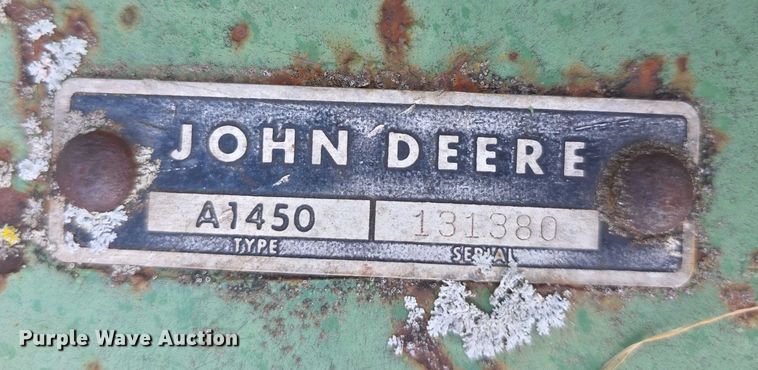 JOHN DEERE
A1450 131380
TYPE SERIAL
Purple Wave Auction